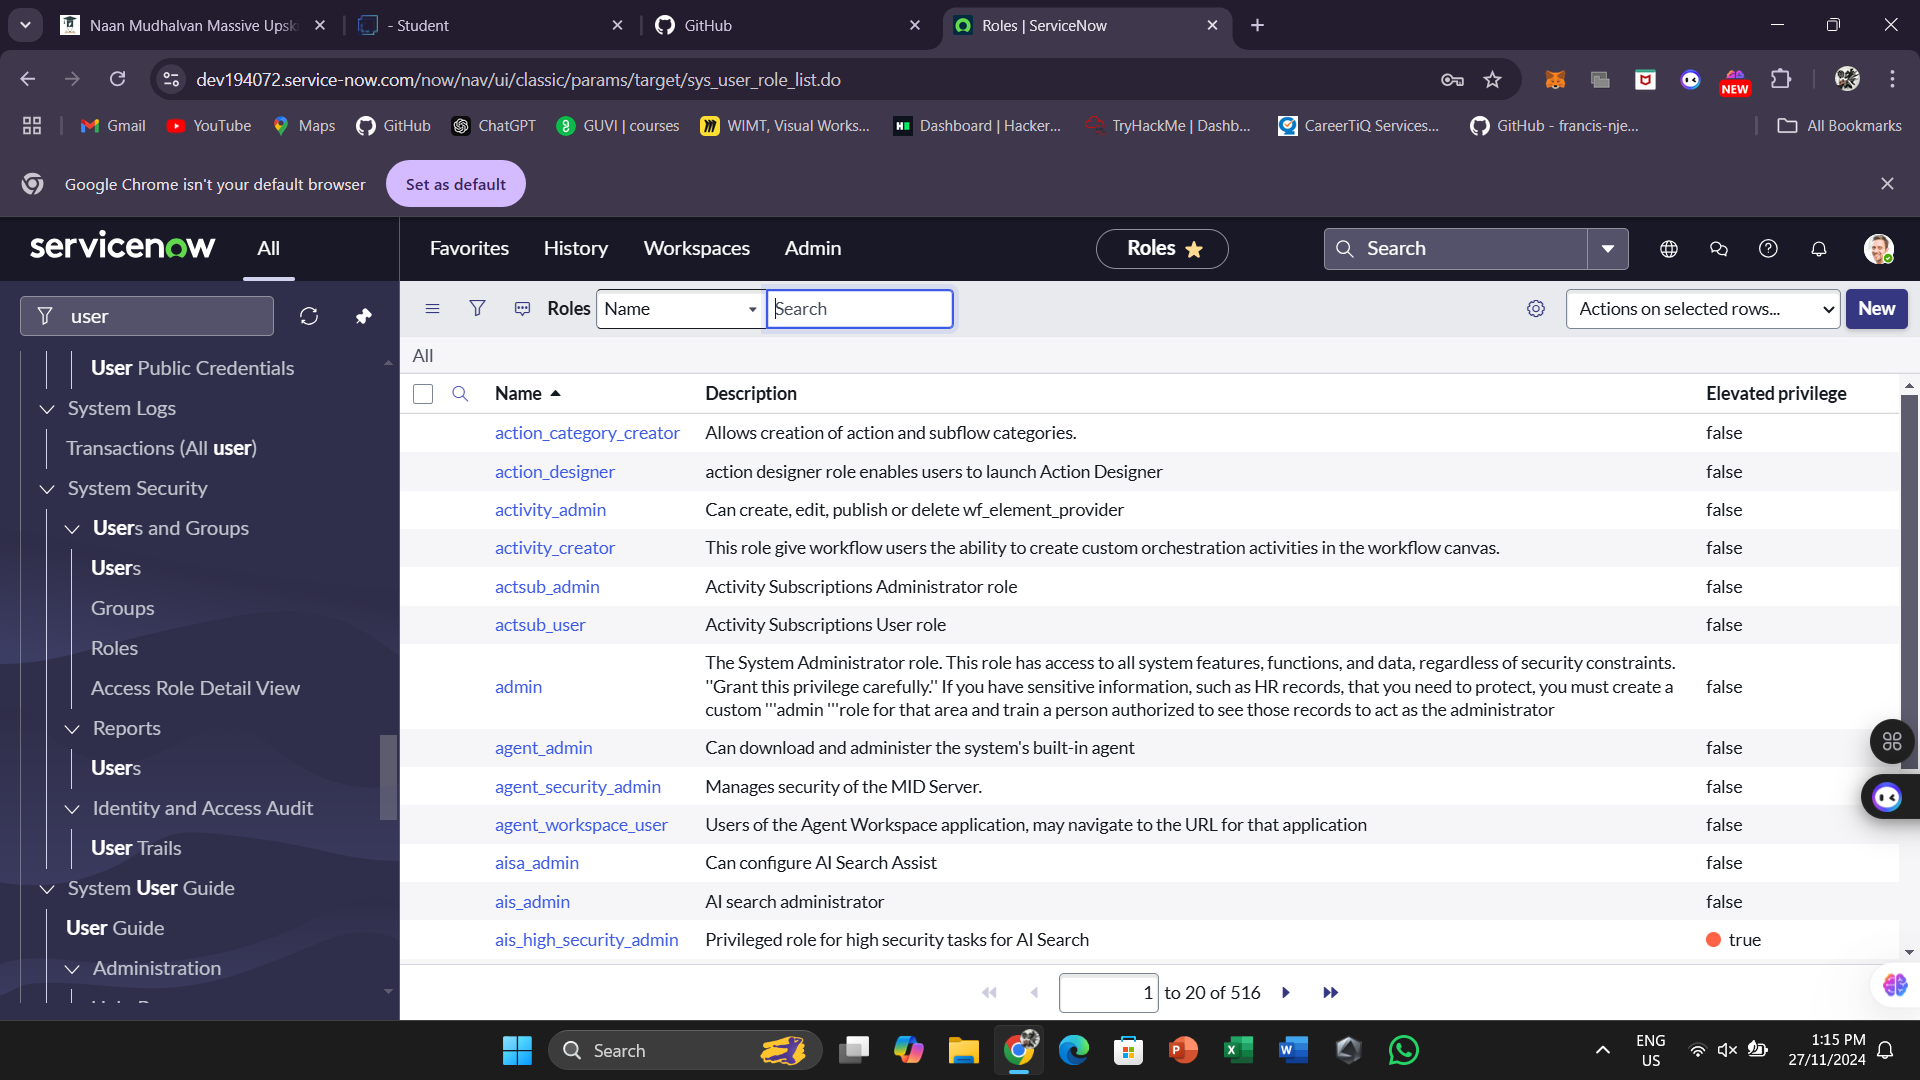 Naan Mudhalvan Massive Upsk
- Student
GitHub
Roles | ServiceNow
dev194072.service-now.com/now/nav/ui/classic/params/target/sys_user_role_list.do
NEW
Gmail
YouTube
Maps
GitHub
ChatGPT
GUVI | courses
WIMT, Visual Works...
Dashboard | Hacker...
TryHackMe | Dashb...
CareerTiQ Services...
GitHub - francis-nje...
All Bookmarks
Google Chrome isn't your default browser
Set as default
servicenow
All
Favorites
History
Workspaces
Admin
Roles
Search
user
User Public Credentials
System Logs
Transactions (All user)
System Security
Users and Groups
Users
Groups
Roles
Access Role Detail View
Reports
Users
Identity and Access Audit
User Trails
System User Guide
User Guide
Administration
Roles
Name
Search
Actions on selected rows...
New
All
Name Description Elevated privilege
action_category_creator Allows creation of action and subflow categories. false
action_designer action designer role enables users to launch Action Designer false
activity_admin Can create, edit, publish or delete wf_element_provider false
activity_creator This role give workflow users the ability to create custom orchestration activities in the workflow canvas. false
actsub_admin Activity Subscriptions Administrator role false
actsub_user Activity Subscriptions User role false
The System Administrator role. This role has access to all system features, functions, and data, regardless of security constraints.
admin "Grant this privilege carefully." If you have sensitive information, such as HR records, that you need to protect, you must create a false
custom '"admin '"role for that area and train a person authorized to see those records to act as the administrator
agent_admin Can download and administer the system's built-in agent false
agent_security_admin Manages security of the MID Server. false
agent_workspace_user Users of the Agent Workspace application, may navigate to the URL for that application false
aisa_admin Can configure AI Search Assist false
ais_admin AI search administrator false
ais_high_security_admin Privileged role for high security tasks for AI Search true
1 to 20 of 516
Search
ENG
US
1:15 PM
27/11/2024